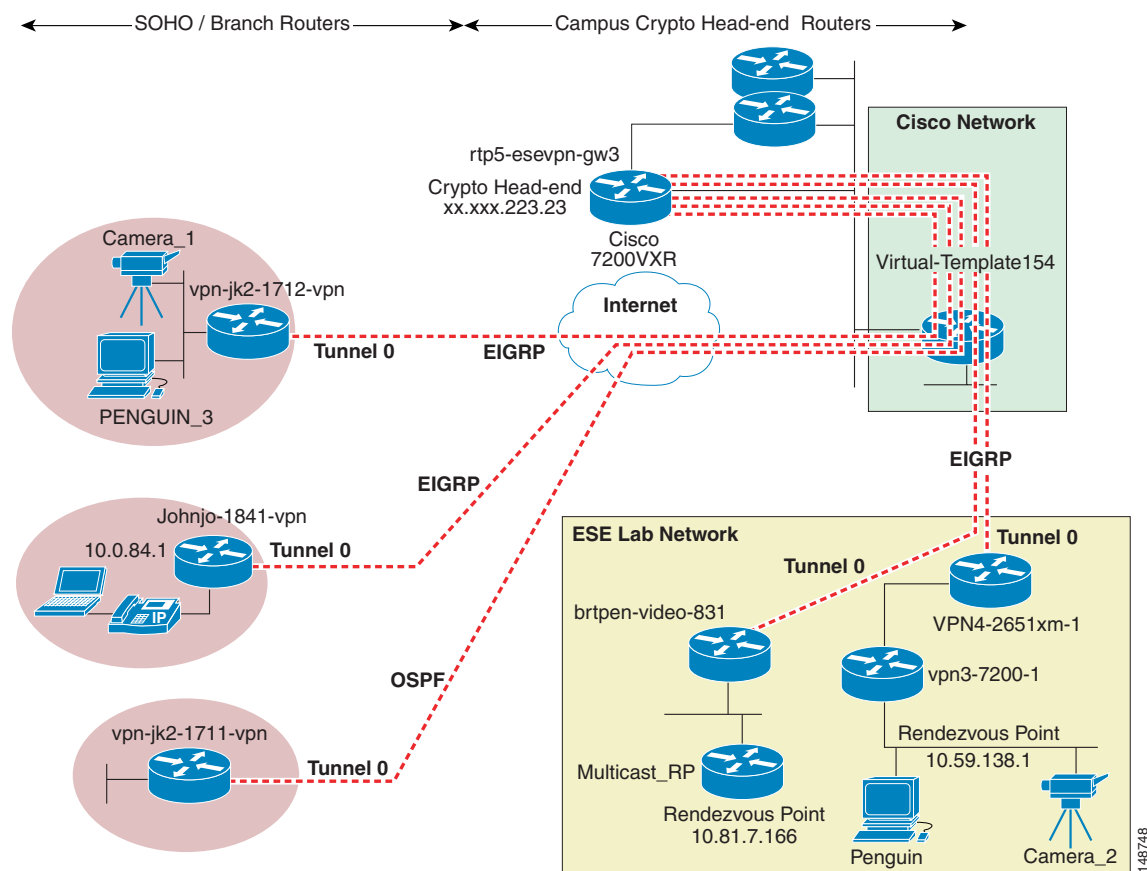 SOHO / Branch Routers
Campus Crypto Head-end Routers
Cisco Network
rtp5-esevpn-gw3
Crypto Head-end
xx.xxx.223.23
Cisco
7200VXR
Virtual-Template154
Camera_1
vpn-jk2-1712-vpn
Internet
Tunnel 0
EIGRP
PENGUIN_3
EIGRP
EIGRP
Johnjo-1841-vpn
10.0.84.1
Tunnel 0
IP
ESE Lab Network
Tunnel 0
Tunnel 0
brtpen-video-831
VPN4-2651xm-1
vpn3-7200-1
OSPF
vpn-jk2-1711-vpn
Tunnel 0
Rendezvous Point
10.59.138.1
Multicast_RP
Rendezvous Point
10.81.7.166
Penguin
Camera_2
148748